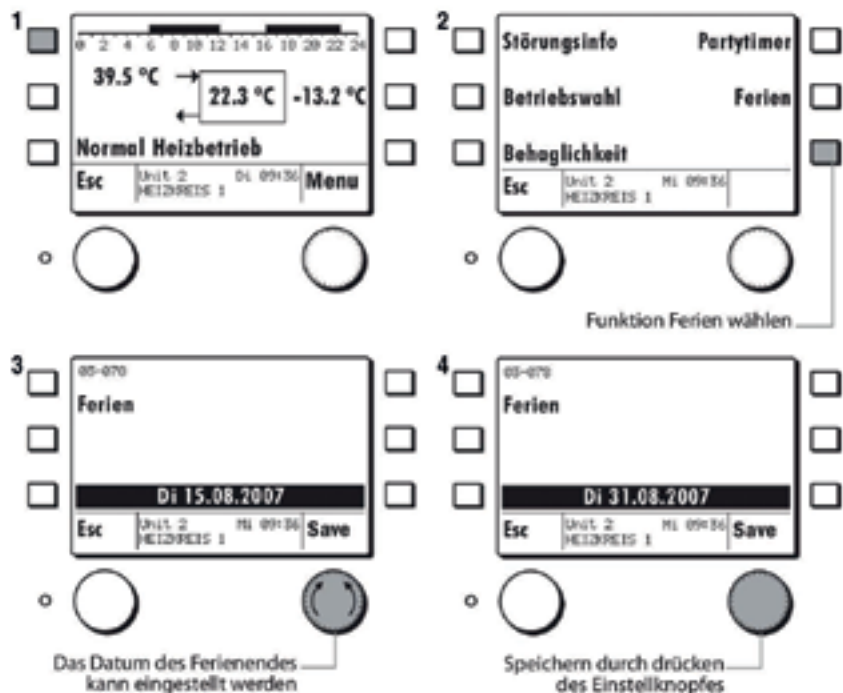 1
0 2 4 6 8 10 12 14 16 18 20 22 24
39.5 °C
22.3 °C
-13.2 °C
Normal Heizbetrieb
Esc
Unit 2 Di 09:36
HEIZKREIS 1
Menu
2
Störungsinfo
Partytimer
Betriebswahl
Ferien
Behaglichkeit
Esc
Unit 2 Mi 09:36
HEIZKREIS 1
Funktion Ferien wählen
3
05-070
Ferien
Di 15.08.2007
Esc
Unit 2 Mi 09:36
HEIZKREIS 1
Save
Das Datum des Ferienendes
kann eingestellt werden
4
05-070
Ferien
Di 31.08.2007
Esc
Unit 2 Mi 09:36
HEIZKREIS 1
Save
Speichern durch drücken
des Einstellknopfes